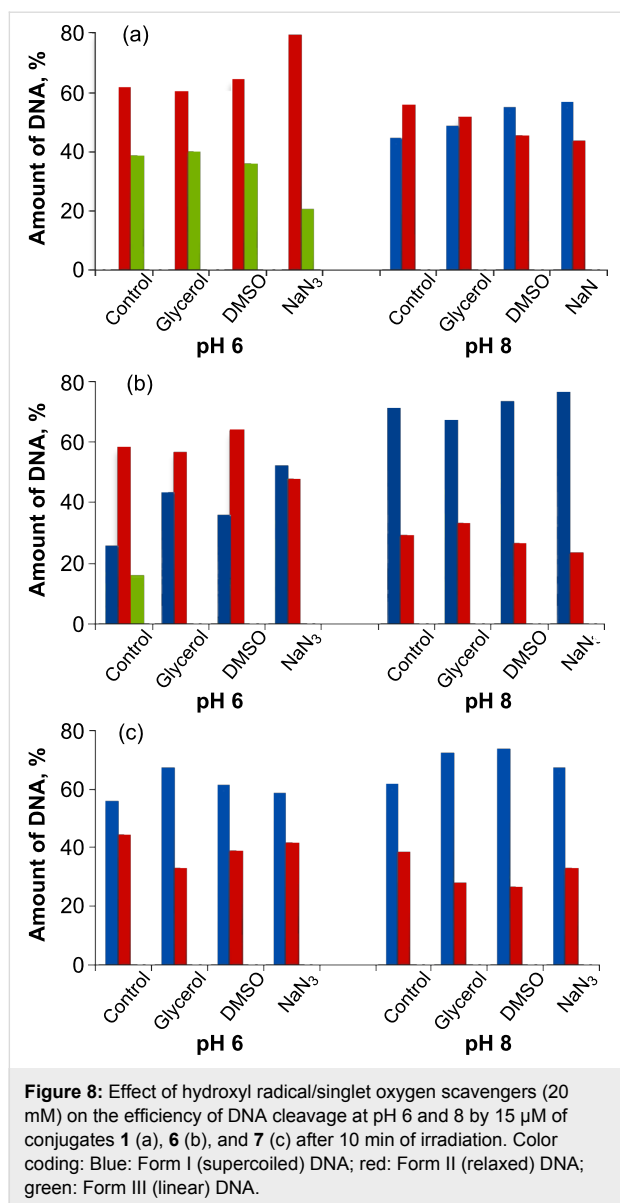 (a)
Amount of DNA, %
80
60
40
20
0
Control Glycerol DMSO NaN3 Control Glycerol DMSO NaN
pH 6 pH 8
(b)
Amount of DNA, %
80
60
40
20
0
Control Glycerol DMSO NaN3 Control Glycerol DMSO NaN
pH 6 pH 8
(c)
Amount of DNA, %
80
60
40
20
0
Control Glycerol DMSO NaN3 Control Glycerol DMSO NaN3
pH 6 pH 8
Figure 8: Effect of hydroxyl radical/singlet oxygen scavengers (20
mM) on the efficiency of DNA cleavage at pH 6 and 8 by 15 µM of
conjugates 1 (a), 6 (b), and 7 (c) after 10 min of irradiation. Color
coding: Blue: Form I (supercoiled) DNA; red: Form II (relaxed) DNA;
green: Form III (linear) DNA.